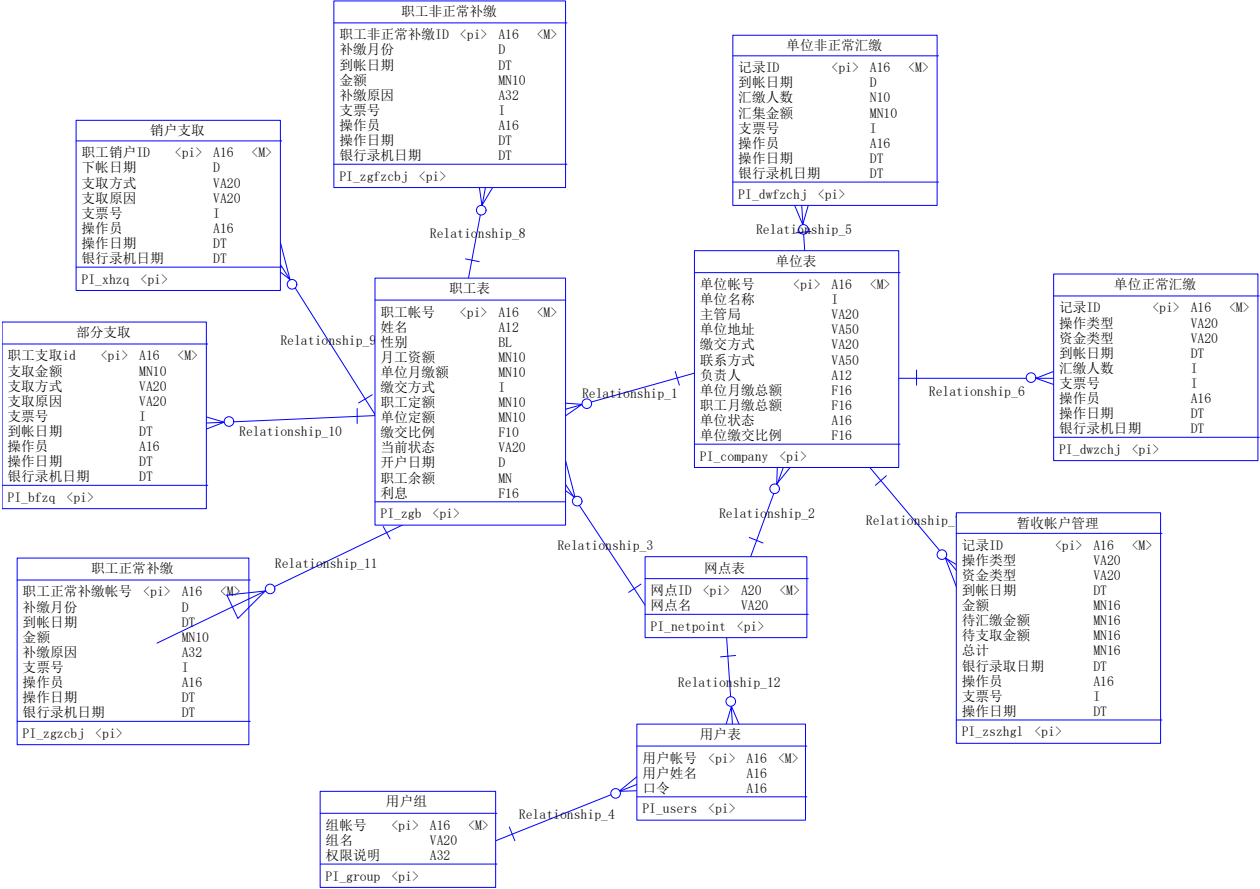 职工非正常补缴
职工非正常补缴ID <pi> A16 <M>
补缴月份 D
到帐日期 DT
金额 MN10
补缴原因 A32
支票号 I
操作员 A16
操作日期 DT
银行录机日期 DT
PI_zgfzcbj <pi>
单位非正常汇缴
记录ID <pi> A16 <M>
到帐日期 D
汇缴人数 N10
汇集金额 MN10
支票号 I
操作员 A16
操作日期 DT
银行录机日期 DT
PI_dwfzchj <pi>
销户支取
职工销户ID <pi> A16 <M>
下帐日期 D
支取方式 VA20
支取原因 VA20
支票号 I
操作员 A16
操作日期 DT
银行录机日期 DT
PI_xhzq <pi>
Relationship_8
Relationship_5
职工表
职工帐号 <pi> A16 <M>
姓名 A12
性别 BL
月工资额 MN10
单位月缴额 MN10
缴交方式 I
职工定额 MN10
单位定额 MN10
缴交比例 F10
当前状态 VA20
开户日期 D
职工余额 MN
利息 F16
PI_zgb <pi>
单位表
单位帐号 <pi> A16 <M>
单位名称 I
主管局 VA20
单位地址 VA50
缴交方式 VA20
联系方式 VA50
负责人 A12
单位月缴总额 F16
职工月缴总额 F16
单位状态 A16
单位缴交比例 F16
PI_company <pi>
单位正常汇缴
记录ID <pi> A16 <M>
操作类型 VA20
资金类型 VA20
到帐日期 DT
汇缴人数 I
支票号 I
操作员 A16
操作日期 DT
银行录机日期 DT
PI_dwzchj <pi>
部分支取
职工支取id <pi> A16 <M>
支取金额 MN10
支取方式 VA20
支取原因 VA20
支票号 I
到帐日期 DT
操作员 A16
操作日期 DT
银行录机日期 DT
PI_bfzq <pi>
Relationship_9
Relationship_10
Relationship_1
Relationship_6
Relationship_2
Relationship_
Relationship_3
Relationship_11
职工正常补缴
职工正常补缴帐号 <pi> A16 <M>
补缴月份 D
到帐日期 DT
金额 MN10
补缴原因 A32
支票号 I
操作员 A16
操作日期 DT
银行录机日期 DT
PI_zgzcbj <pi>
网点表
网点ID <pi> A20 <M>
网点名 VA20
PI_netpoint <pi>
暂收帐户管理
记录ID <pi> A16 <M>
操作类型 VA20
资金类型 VA20
到帐日期 DT
金额 MN16
待汇缴金额 MN16
待支取金额 MN16
总计 MN16
银行录取日期 DT
操作员 A16
支票号 I
操作日期 DT
PI_zszhgl <pi>
Relationship_12
用户表
用户帐号 <pi> A16 <M>
用户姓名 A16
口令 A16
PI_users <pi>
Relationship_4
用户组
组帐号 <pi> A16 <M>
组名 VA20
权限说明 A32
PI_group <pi>